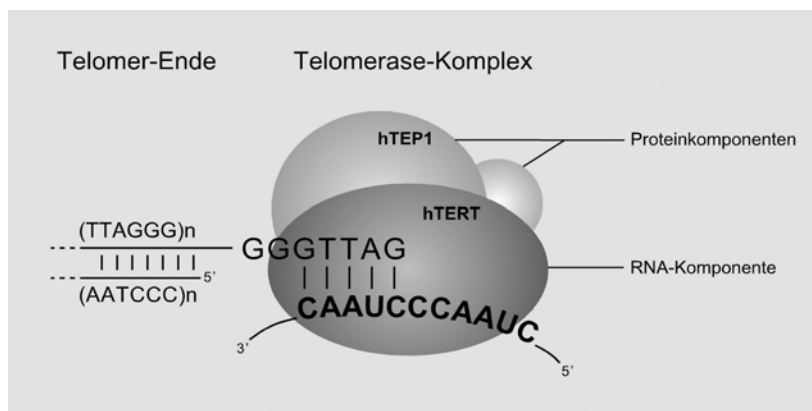 Telomer-Ende
Telomerase-Komplex
hTEP1
Proteinkomponenten
hTERT
(TTAGGG)n
GGGTTAG
5’
(AATCCC)n
RNA-Komponente
CAAUCCCAAUC
3’
5’